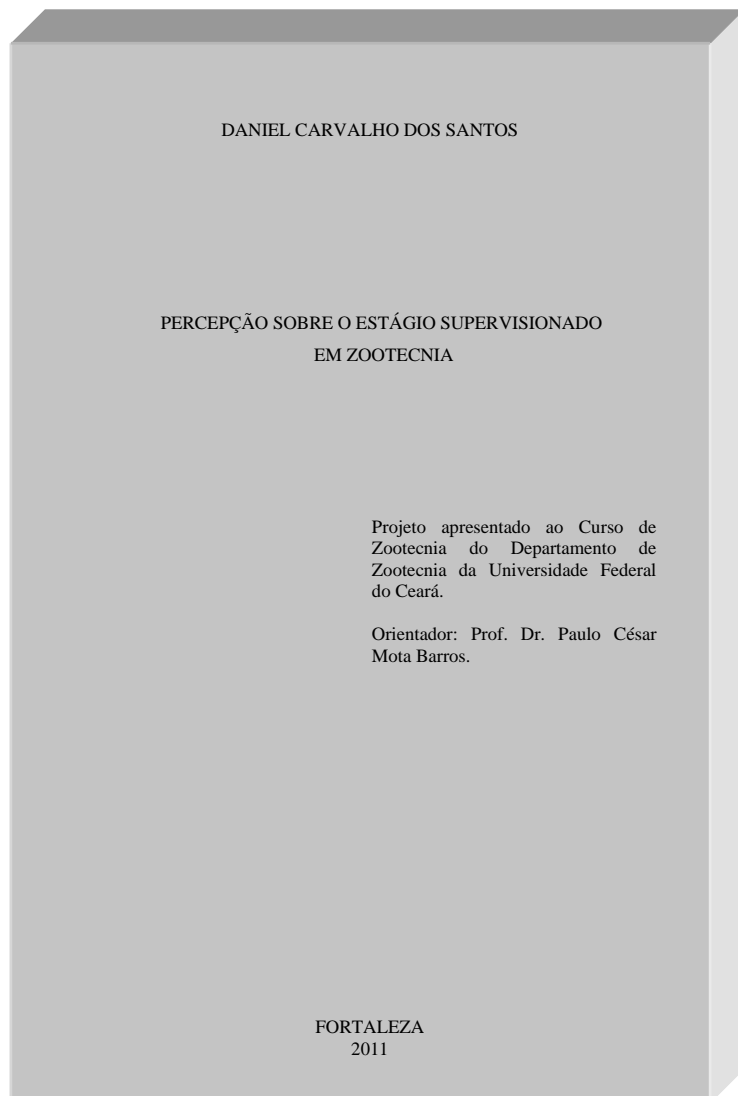 DANIEL CARVALHO DOS SANTOS
PERCEPÇÃO SOBRE O ESTÁGIO SUPERVISIONADO
EM ZOOTECNIA
Projeto apresentado ao Curso de
Zootecnia do Departamento de
Zootecnia da Universidade Federal
do Ceará.
Orientador: Prof. Dr. Paulo César
Mota Barros.
FORTALEZA
2011